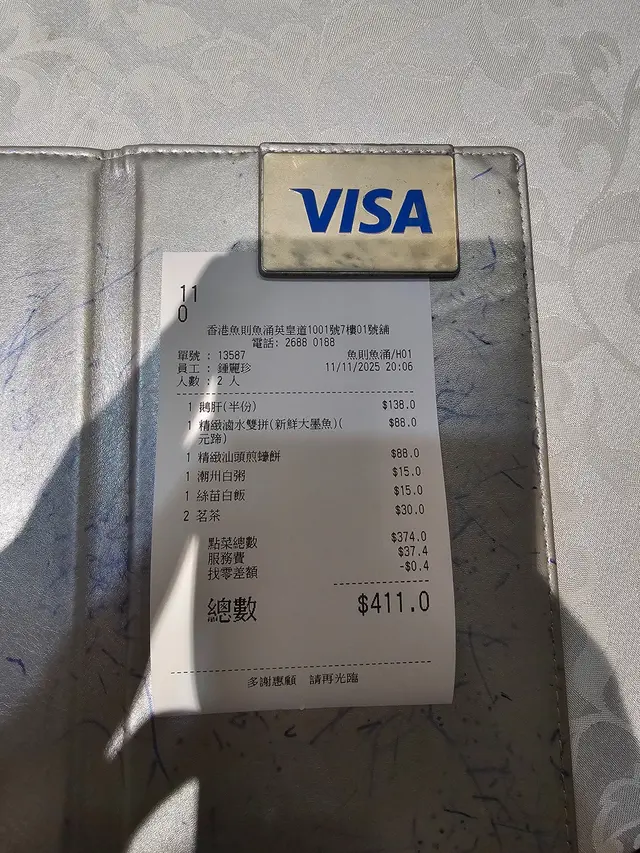 VISA
11
0
香港魚則魚涌英皇道1001號7樓01號舖
電話: 2688 0188
單號 : 13587 魚則魚涌/H01
員工 : 鍾麗珍 11/11/2025 20:06
人數 : 2 人
1 鵝肝(半份) $138.0
1 精緻滷水雙拼(新鮮大墨魚)( $88.0
元蹄)
1 精緻汕頭煎蠔餅 $88.0
1 潮州白粥 $15.0
1 絲苗白飯 $15.0
2 茗茶 $30.0
點菜總數 $374.0
服務費 $37.4
找零差額 -$0.4
總數 $411.0
多謝惠顧 請再光臨